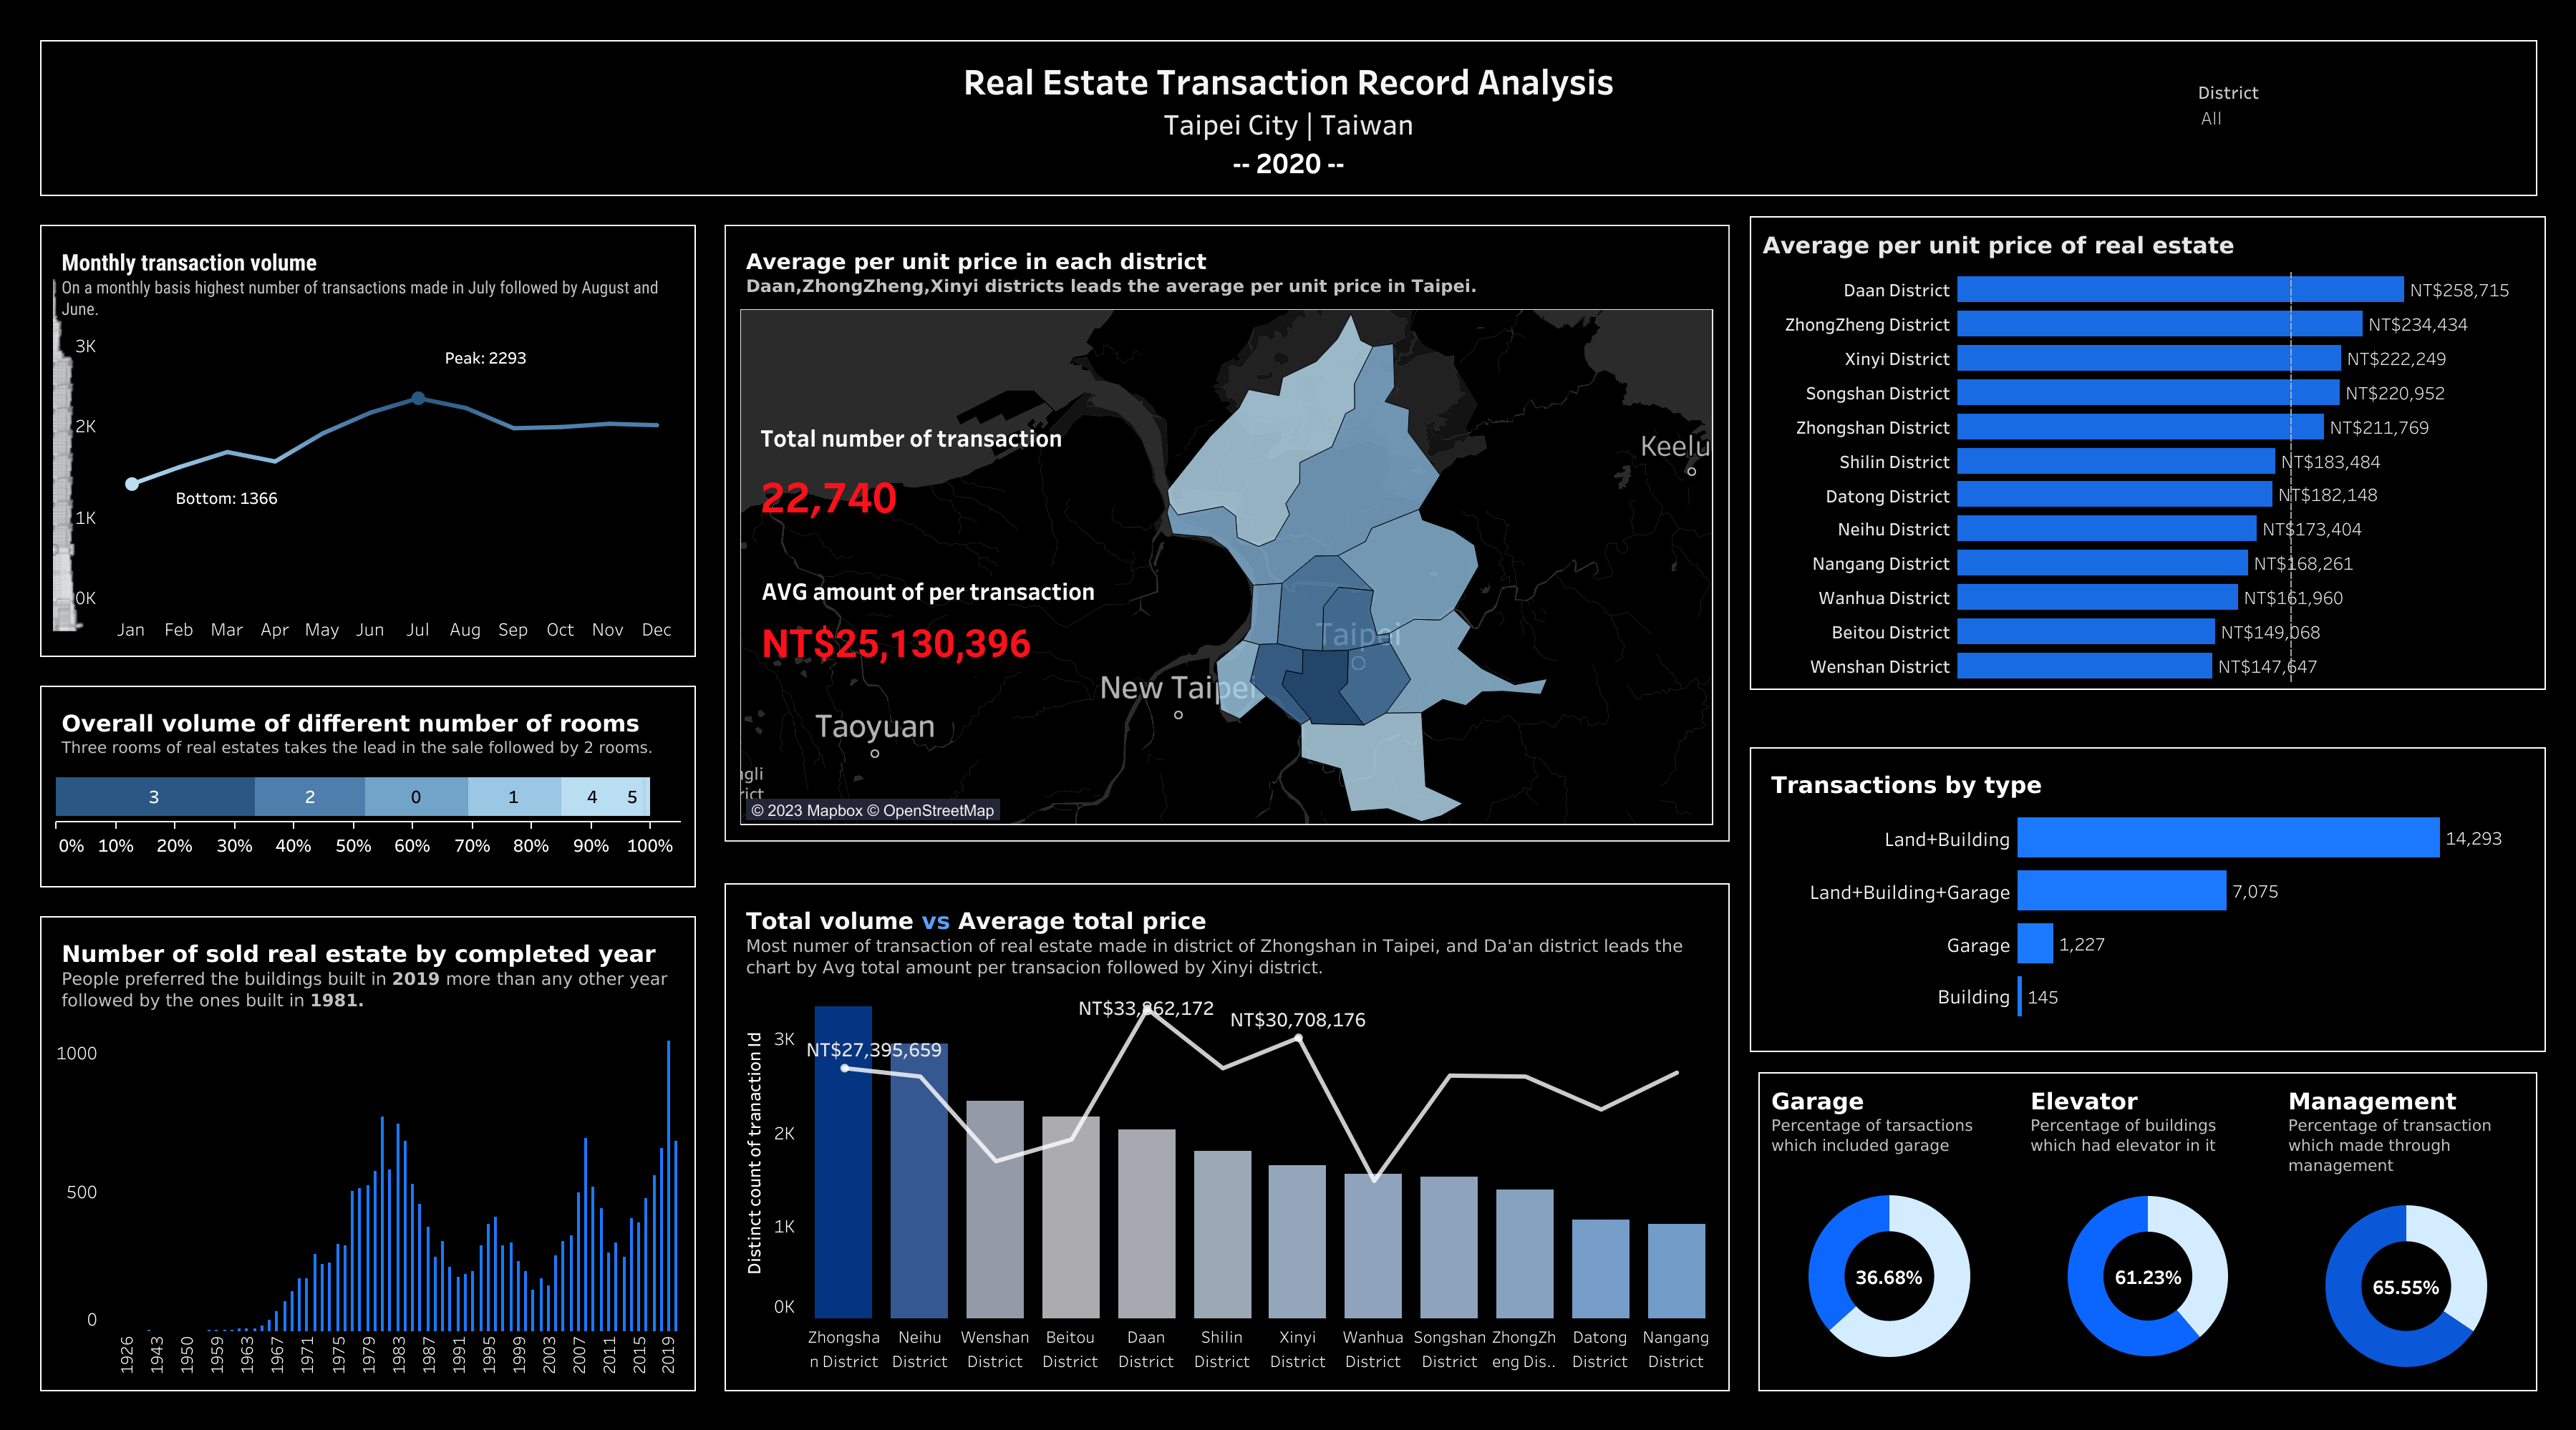 Real Estate Transaction Record Analysis
Taipei City | Taiwan
-- 2020 --
District
All
Monthly transaction volume
On a monthly basis highest number of transactions made in July followed by August and
June.
3K
2K
1K
0K
Peak: 2293
Bottom: 1366
Jan Feb Mar Apr May Jun Jul Aug Sep Oct Nov Dec
Overall volume of different number of rooms
Three rooms of real estates takes the lead in the sale followed by 2 rooms.
3 2 0 1 4 5
0% 10% 20% 30% 40% 50% 60% 70% 80% 90% 100%
Number of sold real estate by completed year
People preferred the buildings built in 2019 more than any other year
followed by the ones built in 1981.
1000
500
0
1926 1943 1950 1959 1963 1967 1971 1975 1979 1983 1987 1991 1995 1999 2003 2007 2011 2015 2019
Average per unit price in each district
Daan,ZhongZheng,Xinyi districts leads the average per unit price in Taipei.
Total number of transaction
22,740
AVG amount of per transaction
NT$25,130,396
Keelu
Taipei
New Taipei
Taoyuan
ngli
rict
© 2023 Mapbox © OpenStreetMap
Total volume vs Average total price
Most numer of transaction of real estate made in district of Zhongshan in Taipei, and Da'an district leads the
chart by Avg total amount per transacion followed by Xinyi district.
Distinct count of tranaction Id
3K
2K
1K
0K
NT$27,395,659
NT$33,862,172
NT$30,708,176
Zhongsha Neihu Wenshan Beitou Daan Shilin Xinyi Wanhua Songshan ZhongZh Datong Nangang
n District District District District District District District District District eng Dis.. District District
Average per unit price of real estate
Daan District NT$258,715
ZhongZheng District NT$234,434
Xinyi District NT$222,249
Songshan District NT$220,952
Zhongshan District NT$211,769
Shilin District NT$183,484
Datong District NT$182,148
Neihu District NT$173,404
Nangang District NT$168,261
Wanhua District NT$161,960
Beitou District NT$149,068
Wenshan District NT$147,647
Transactions by type
Land+Building 14,293
Land+Building+Garage 7,075
Garage 1,227
Building 145
Garage
Percentage of tarsactions
which included garage
36.68%
Elevator
Percentage of buildings
which had elevator in it
61.23%
Management
Percentage of transaction
which made through
management
65.55%